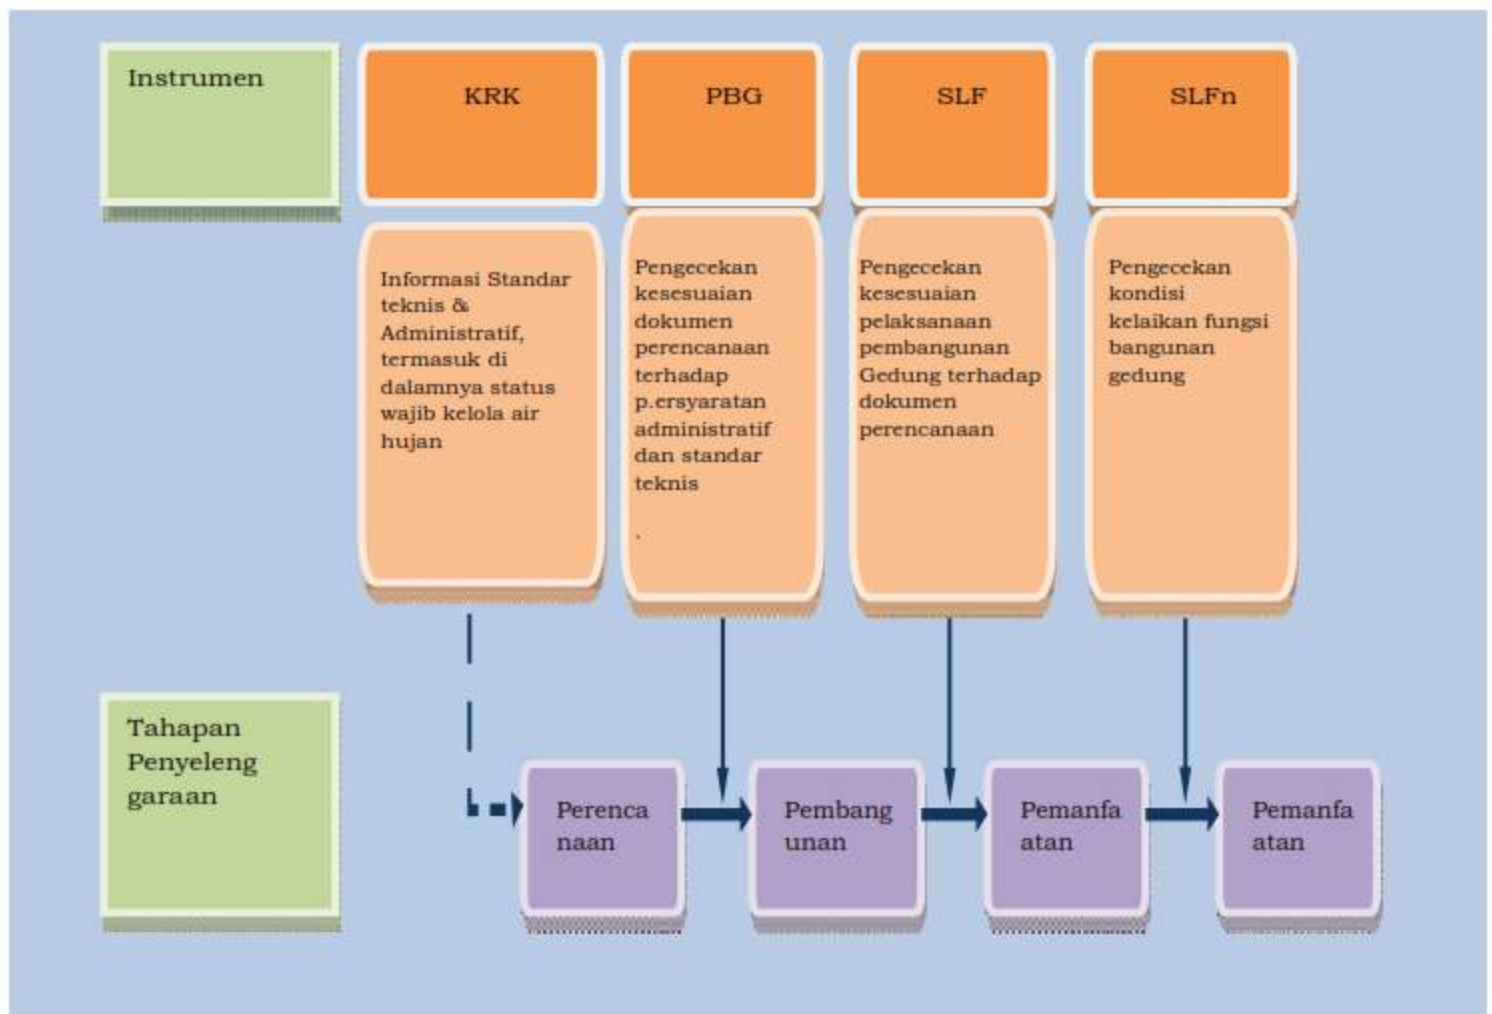 Instrumen
KRK
PBG
SLF
SLFn
Informasi Standar
teknis &
Administratif,
termasuk di
dalamnya status
wajib kelola air
hujan
Pengecekan
kesesuaian
dokumen
perencanaan
terhadap
p.ersyaratan
administratif
dan standar
teknis
.
Pengecekan
kesesuaian
pelaksanaan
pembangunan
Gedung terhadap
dokumen
perencanaan
Pengecekan
kondisi
kelaikan fungsi
bangunan
gedung
Tahapan
Penyeleng
garaan
Perenca
naan
Pembang
unan
Pemanfa
atan
Pemanfa
atan